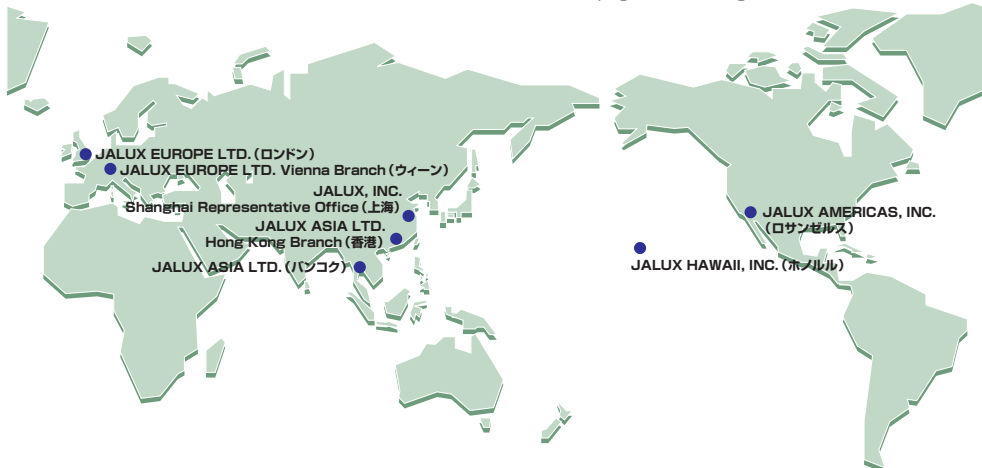 JALUX EUROPE LTD.（ロンドン）
JALUX EUROPE LTD. Vienna Branch（ウィーン）
JALUX, INC.
Shanghai Representative Office（上海）
JALUX ASIA LTD.
Hong Kong Branch（香港）
JALUX ASIA LTD.（バンコク）
JALUX AMERICAS, INC.
（ロサンゼルス）
JALUX HAWAII, INC.（ホノルル）